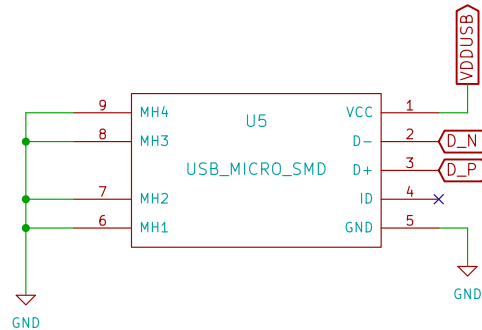 VDDUSB
9 MH4 VCC 1
U5
8 MH3 D- 2 D_N
USB_MICRO_SMD D+ 3 D_P
7 MH2 ID 4
6 MH1 GND 5
GND
GND